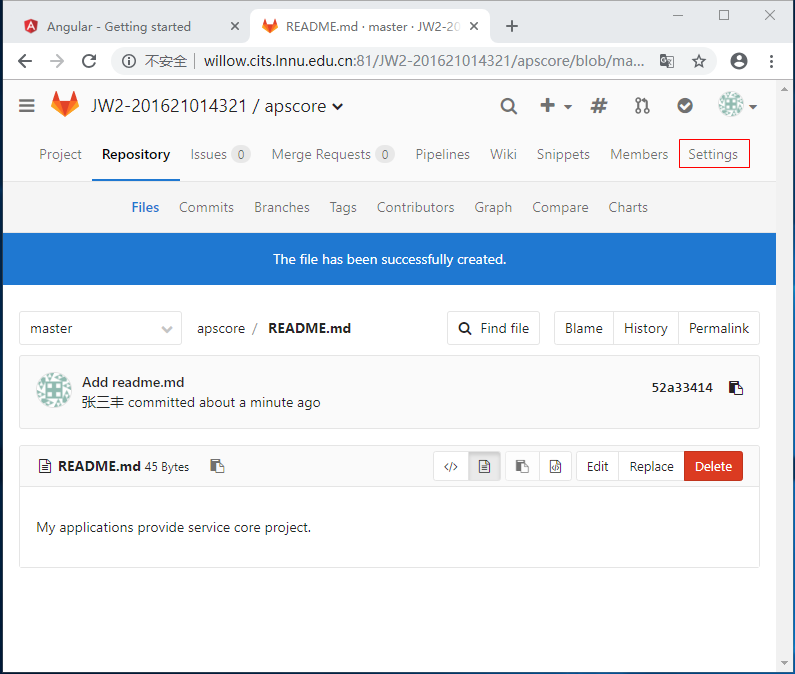 Angular - Getting started
README.md · master · JW2-20
不安全 willow.cits.lnnu.edu.cn:81/JW2-201621014321/apscore/blob/ma...
JW2-201621014321 / apscore
Project Repository Issues 0 Merge Requests 0 Pipelines Wiki Snippets Members Settings
Files Commits Branches Tags Contributors Graph Compare Charts
The file has been successfully created.
master apscore / README.md Find file Blame History Permalink
Add readme.md
张三丰 committed about a minute ago
52a33414
README.md 45 Bytes </> Edit Replace Delete
My applications provide service core project.